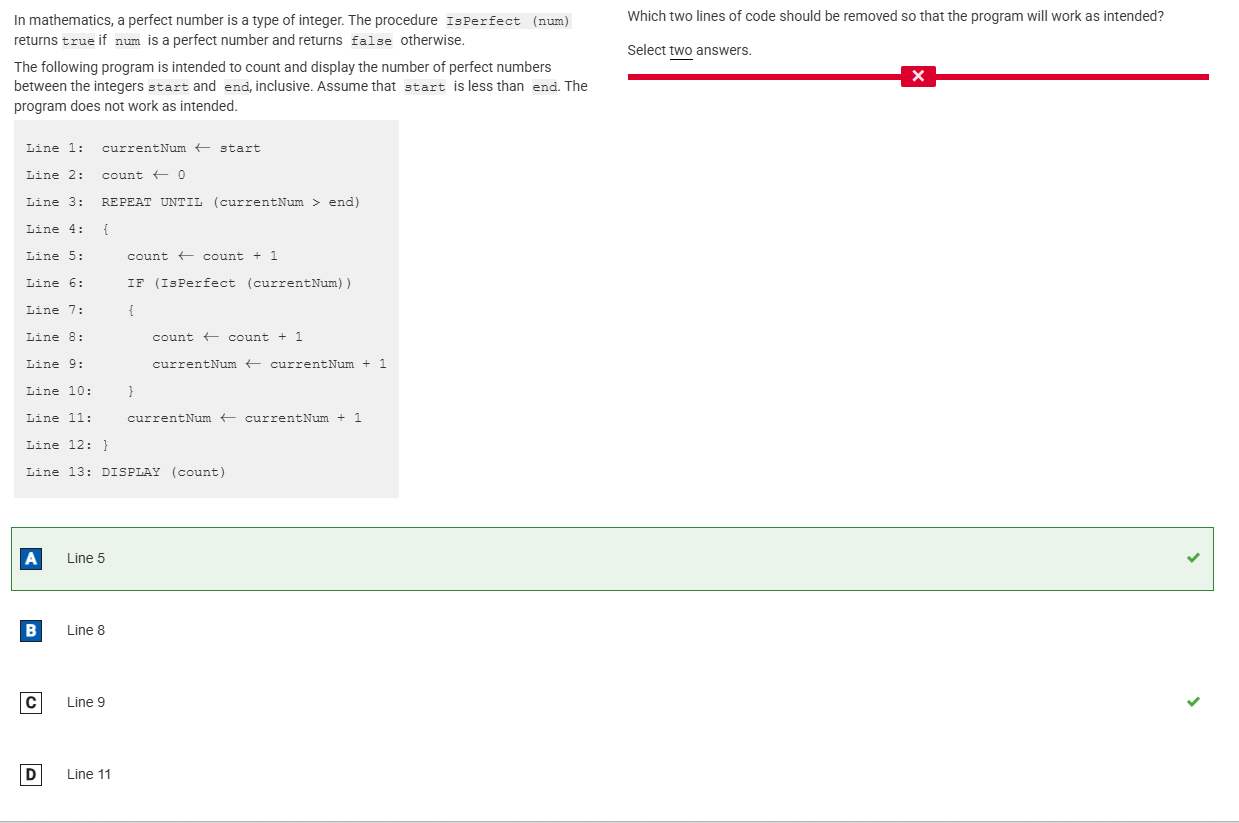 In mathematics, a perfect number is a type of integer. The procedure IsPerfect (num)
returns true if num is a perfect number and returns false otherwise.
The following program is intended to count and display the number of perfect numbers
between the integers start and end, inclusive. Assume that start is less than end. The
program does not work as intended.
Line 1: currentNum ← start
Line 2: count ← 0
Line 3: REPEAT UNTIL (currentNum > end)
Line 4: {
Line 5: count ← count + 1
Line 6: IF (IsPerfect (currentNum))
Line 7: {
Line 8: count ← count + 1
Line 9: currentNum ← currentNum + 1
Line 10: }
Line 11: currentNum ← currentNum + 1
Line 12: }
Line 13: DISPLAY (count)
Which two lines of code should be removed so that the program will work as intended?
Select two answers.
A Line 5
B Line 8
C Line 9
D Line 11